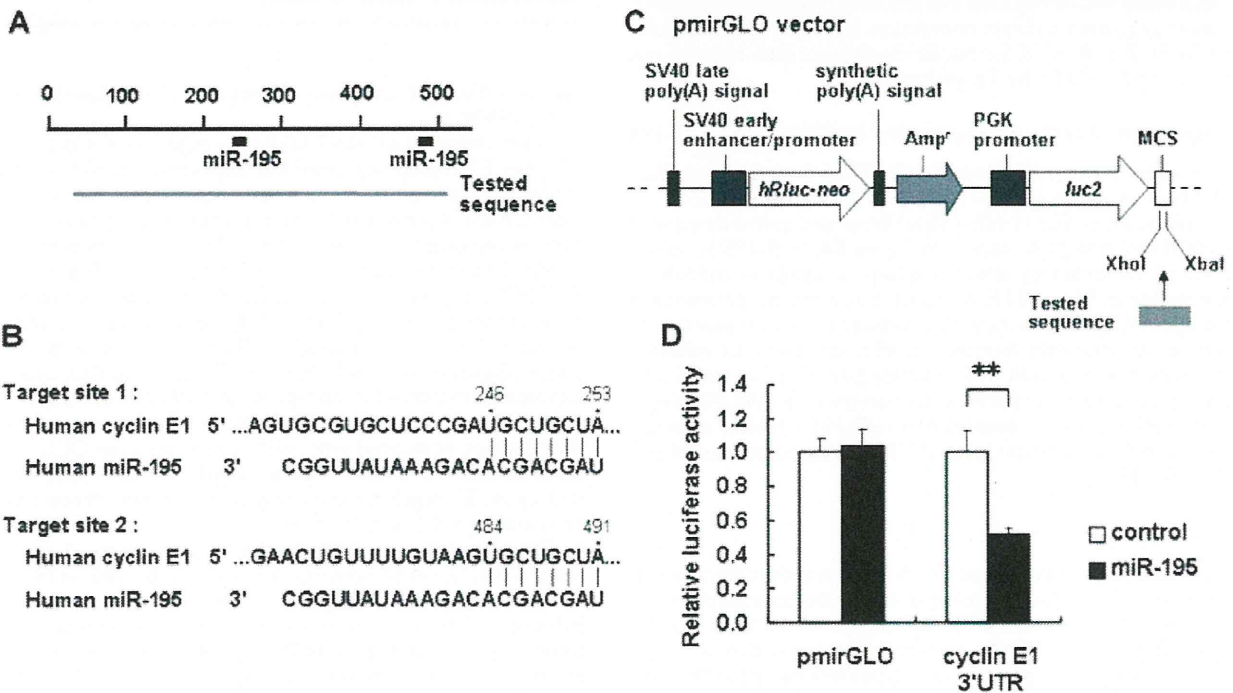 A
0 100 200 300 400 500
miR-195 miR-195
Tested
sequence
B
Target site 1 :
246 253
Human cyclin E1 5' ...AGUGCGUGCUCCCGAUGCUGCUA...
Human miR-195 3' CGGUUAUAAAGACACGACGAU
Target site 2 :
484 491
Human cyclin E1 5' ...GAACUGUUUUGUAAGUGCUGCUA...
Human miR-195 3' CGGUUAUAAAGACACGACGAU
C pmirGLO vector
SV40 late
poly(A) signal
synthetic
poly(A) signal
SV40 early
enhancer/promoter
Ampʳ
PGK
promoter
MCS
hRluc-neo
luc2
XhoI XbaI
Tested
sequence
D
**
Relative luciferase activity
1.4
1.2
1.0
0.8
0.6
0.4
0.2
0.0
pmirGLO
cyclin E1
3'UTR
control
miR-195